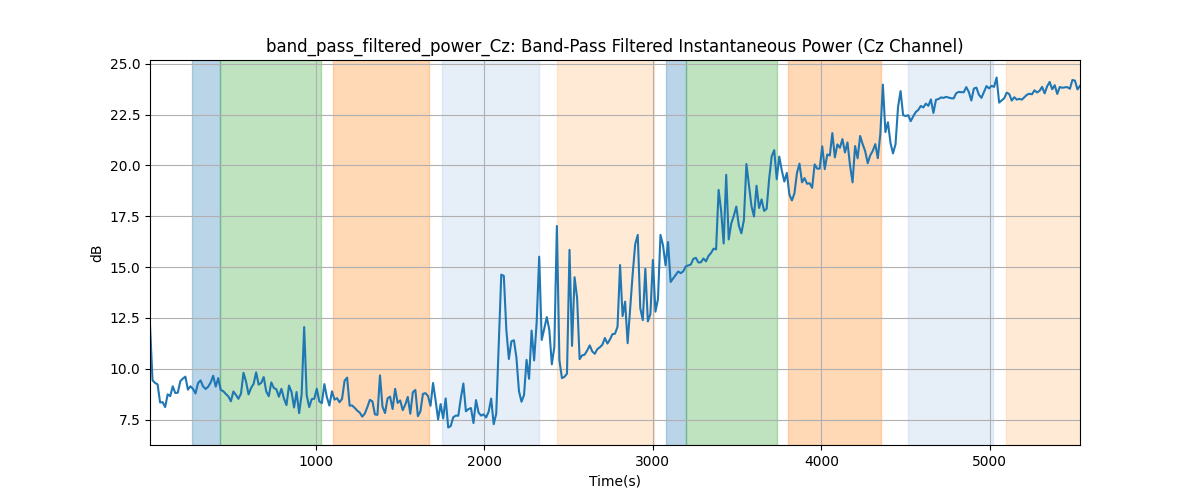 band_pass_filtered_power_Cz: Band-Pass Filtered Instantaneous Power (Cz Channel)
25.0
22.5
20.0
17.5
15.0
12.5
10.0
7.5
dB
1000 2000 3000 4000 5000
Time(s)